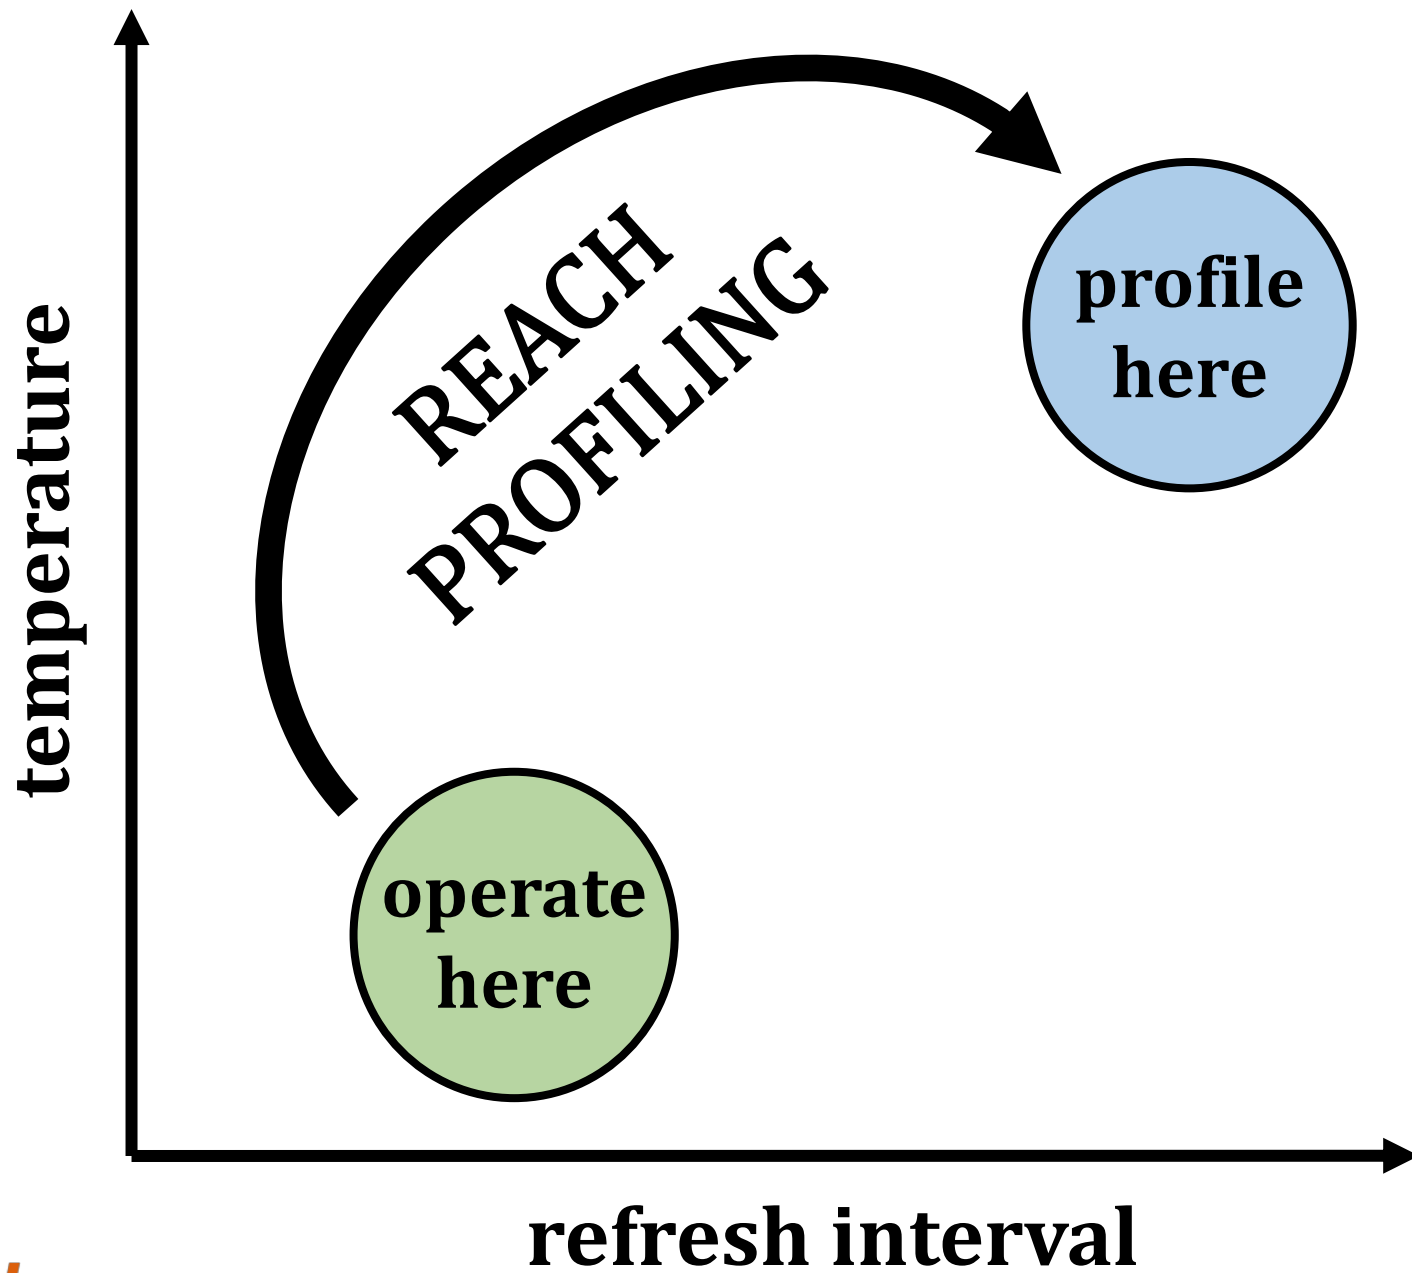 temperature
REACH
PROFILING
profile
here
operate
here
refresh interval